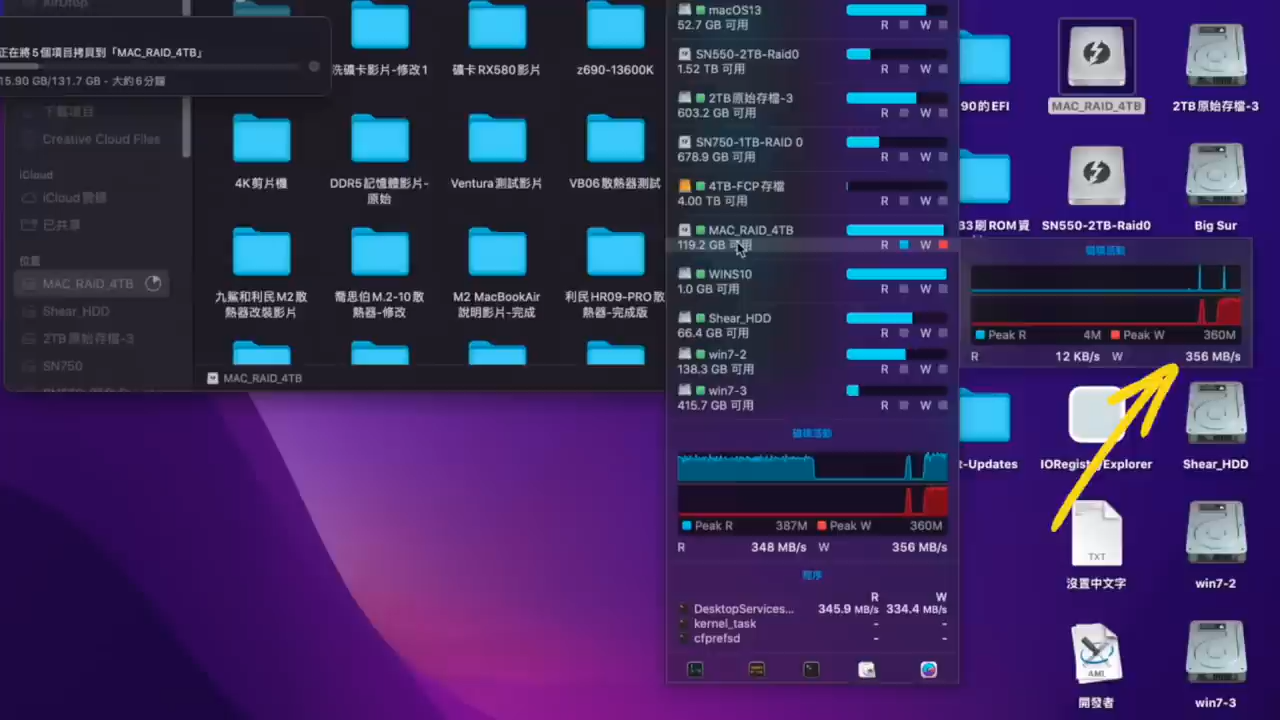 AirDrop
正在將5個項目拷貝到「MAC_RAID_4TB」
15.90 GB/131.7 GB - 大約6分鐘
下載項目
Creative Cloud Files
iCloud
iCloud雲碟
已共享
位置
MAC_RAID_4TB
Shear_HDD
2TB原始存檔-3
SN750
洗礦卡影片-修改1
礦卡RX580影片
z690-13600K
4K剪片機
DDR5記憶體影片-
原始
Ventura測試影片
VB06散熱器測試
九鯊和利民M2散
熱器改裝影片
喬思伯M.2-10散
熱器-修改
M2 MacBookAir
說明影片-完成
利民HR09-PRO散
熱器-完成版
MAC_RAID_4TB
macOS13
52.7 GB 可用 R W
SN550-2TB-Raid0
1.52 TB 可用 R W
2TB原始存檔-3
603.2 GB 可用 R W
SN750-1TB-RAID 0
678.9 GB 可用 R W
4TB-FCP存檔
4.00 TB 可用 R W
MAC_RAID_4TB
119.2 GB 可用 R W
WINS10
1.0 GB 可用 R W
Shear_HDD
66.4 GB 可用 R W
win7-2
138.3 GB 可用 R W
win7-3
415.7 GB 可用 R W
磁碟活動
Peak R 387M Peak W 360M
R 348 MB/s W 356 MB/s
程序
R W
DesktopServices... 345.9 MB/s 334.4 MB/s
kernel_task - -
cfprefsd - -
磁碟活動
Peak R 4M Peak W 360M
R 12 KB/s W 356 MB/s
90的EFI
MAC_RAID_4TB
2TB原始存檔-3
B3刷ROM資
SN550-2TB-Raid0
Big Sur
t-Updates
IORegistryExplorer
Shear_HDD
TXT
沒置中文字
win7-2
AML
開發者
win7-3